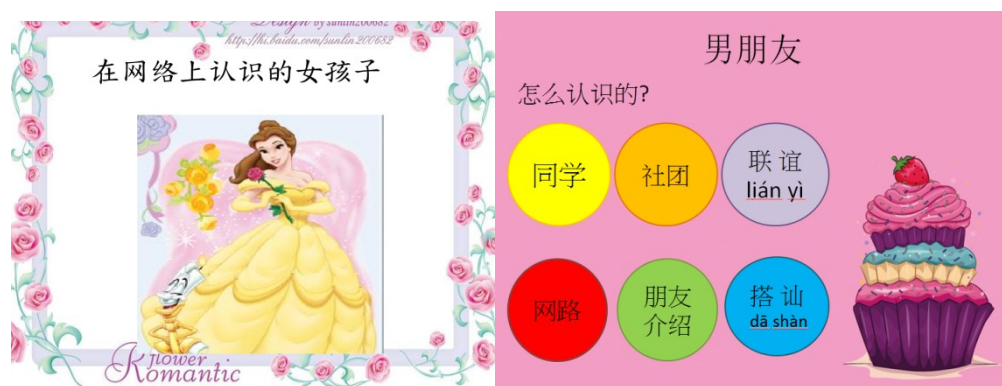 Design by sunlin200682
http://hi.baidu.com/sunlin200682
在网络上认识的女孩子
flower
Romantic
男朋友
怎么认识的?
同学
社团
联 谊
lián yì
网路
朋友
介绍
搭 讪
dā shàn